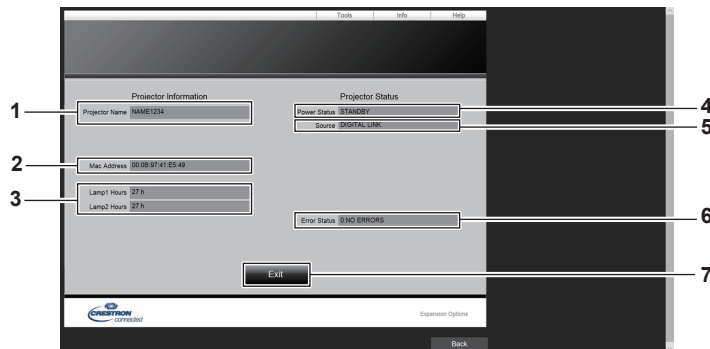 Tools Info Help
Projector Information Projector Status
1 Projector Name NAME1234 Power Status STANDBY 4
Source DIGITAL LINK 5
2 Mac Address 00:0B:97:41:E5:49
3 Lamp1 Hours 27 h
Lamp2 Hours 27 h
Error Status 0:NO ERRORS 6
Exit 7
CRESTRON
connected
Expansion Options
Back